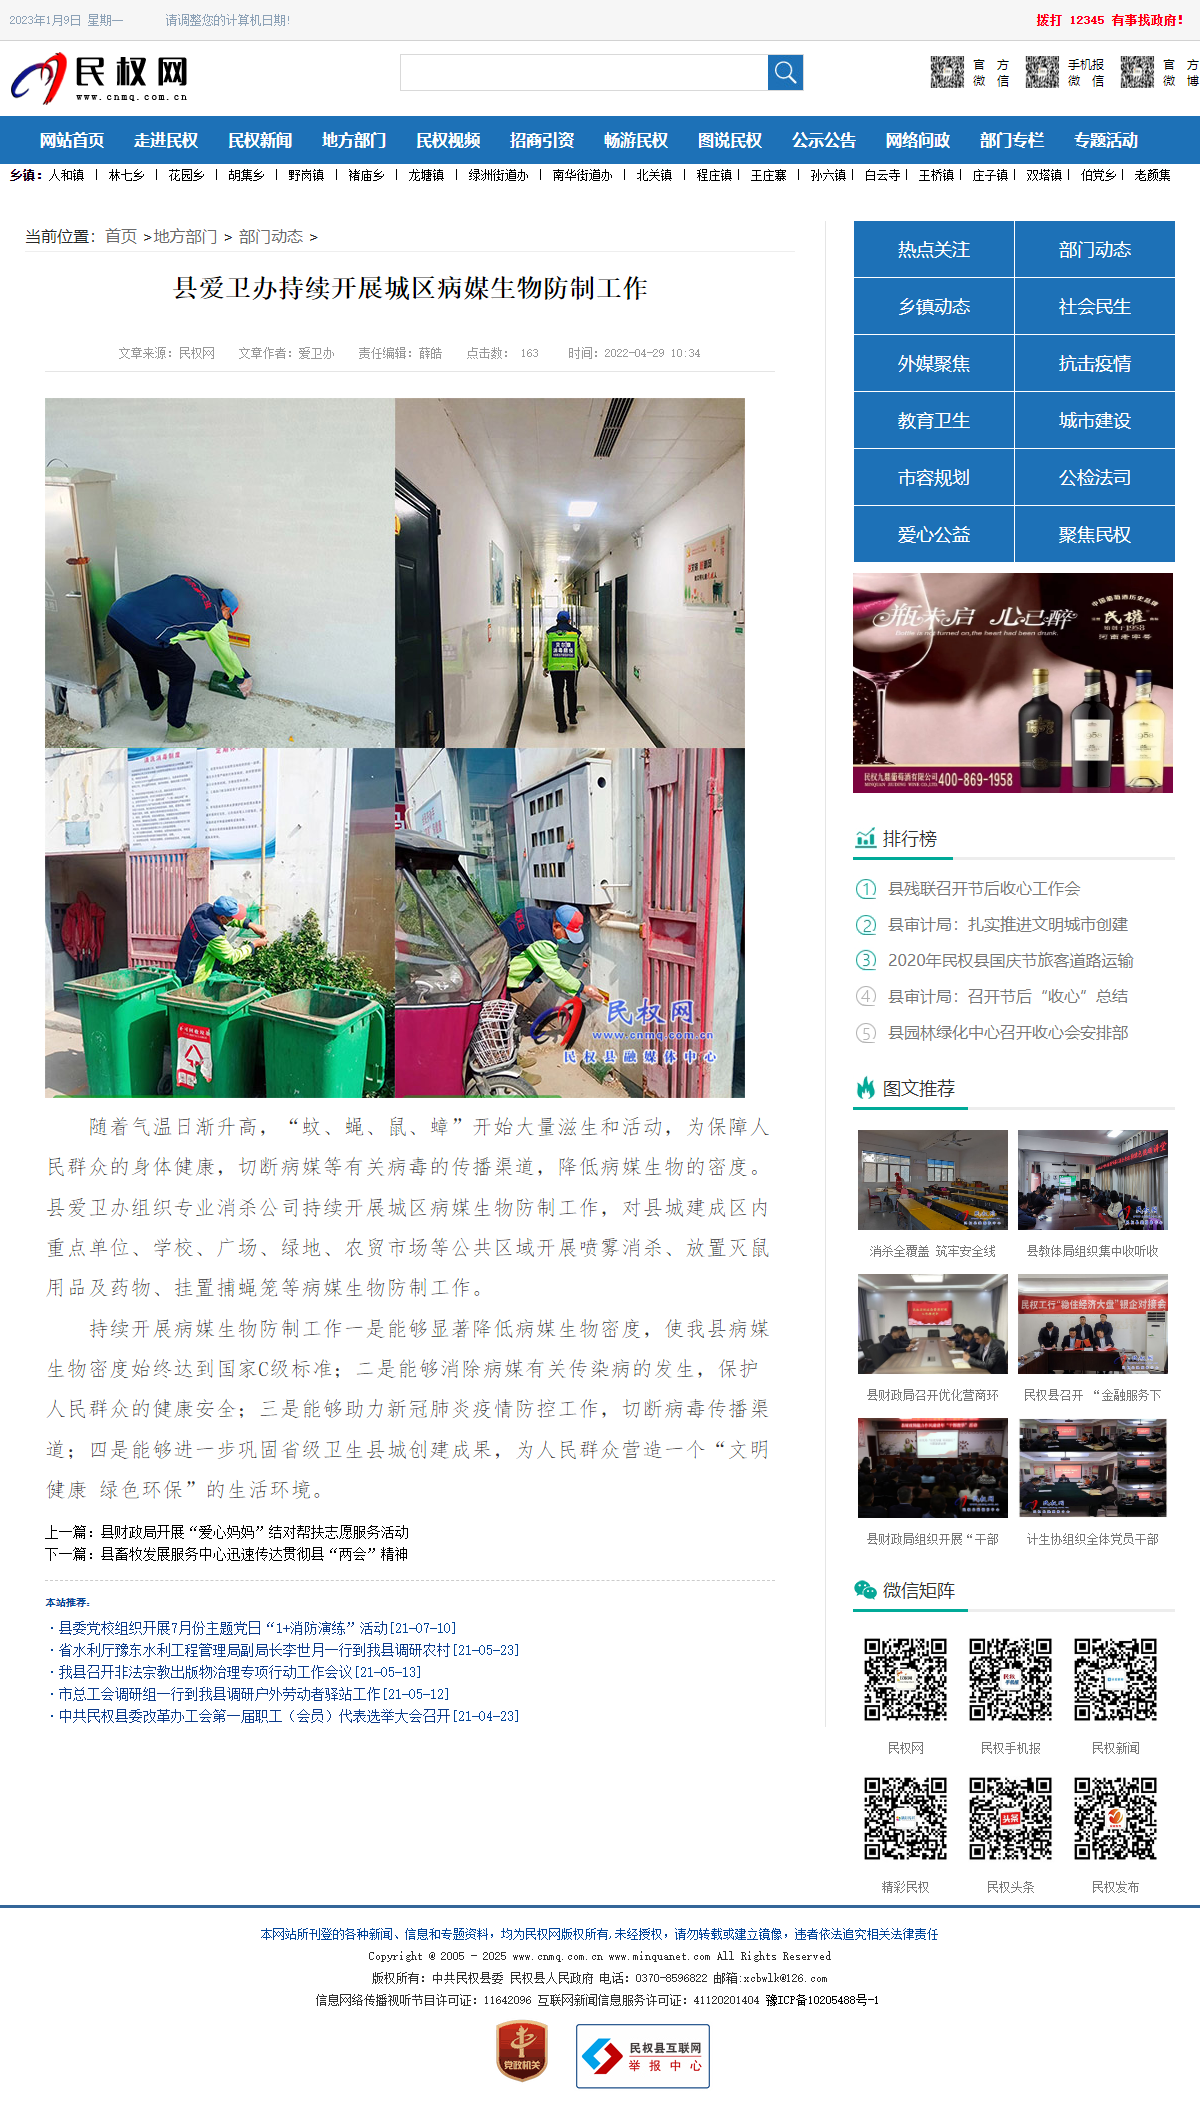 2023年1月9日 星期一
请调整您的计算机日期!
拨打 12345 有事找政府!
民权网
www.cnmq.com.cn
官 方
微 信
手机报
微 信
官 方
微 博
网站首页 走进民权 民权新闻 地方部门 民权视频 招商引资 畅游民权 图说民权 公示公告 网络问政 部门专栏 专题活动
乡镇：人和镇 | 林七乡 | 花园乡 | 胡集乡 | 野岗镇 | 褚庙乡 | 龙塘镇 | 绿洲街道办 | 南华街道办 | 北关镇 | 程庄镇 | 王庄寨 | 孙六镇 | 白云寺 | 王桥镇 | 庄子镇 | 双塔镇 | 伯党乡 | 老颜集
当前位置：首页 >地方部门 > 部门动态 >
县爱卫办持续开展城区病媒生物防制工作
文章来源：民权网 文章作者：爱卫办 责任编辑：薛皓 点击数： 163 时间：2022-04-29 10:34
民权网
www.cnmq.com.cn
民权县融媒体中心
随着气温日渐升高，“蚊、蝇、鼠、蟑”开始大量滋生和活动，为保障人
民群众的身体健康，切断病媒等有关病毒的传播渠道，降低病媒生物的密度。
县爱卫办组织专业消杀公司持续开展城区病媒生物防制工作，对县城建成区内
重点单位、学校、广场、绿地、农贸市场等公共区域开展喷雾消杀、放置灭鼠
用品及药物、挂置捕蝇笼等病媒生物防制工作。
持续开展病媒生物防制工作一是能够显著降低病媒生物密度，使我县病媒
生物密度始终达到国家C级标准；二是能够消除病媒有关传染病的发生，保护
人民群众的健康安全；三是能够助力新冠肺炎疫情防控工作，切断病毒传播渠
道；四是能够进一步巩固省级卫生县城创建成果，为人民群众营造一个“文明
健康 绿色环保”的生活环境。
上一篇：县财政局开展“爱心妈妈”结对帮扶志愿服务活动
下一篇：县畜牧发展服务中心迅速传达贯彻县“两会”精神
本站推荐：
·县委党校组织开展7月份主题党日“1+消防演练”活动[21-07-10]
·省水利厅豫东水利工程管理局副局长李世月一行到我县调研农村[21-05-23]
·我县召开非法宗教出版物治理专项行动工作会议[21-05-13]
·市总工会调研组一行到我县调研户外劳动者驿站工作[21-05-12]
·中共民权县委改革办工会第一届职工（会员）代表选举大会召开[21-04-23]
热点关注 部门动态
乡镇动态 社会民生
外媒聚焦 抗击疫情
教育卫生 城市建设
市容规划 公检法司
爱心公益 聚焦民权
瓶未启 心已醉
Bottle is not turned on,the heart had been drunk.
中国葡萄酒历史品牌
民權
1958
河南老字号
民权九鼎葡萄酒有限公司400-869-1958
排行榜
1 县残联召开节后收心工作会
2 县审计局：扎实推进文明城市创建
3 2020年民权县国庆节旅客道路运输
4 县审计局：召开节后“收心”总结
5 县园林绿化中心召开收心会安排部
图文推荐
消杀全覆盖 筑牢安全线
县教体局组织集中收听收
民权工行“稳住经济大盘”银企对接会
县财政局召开优化营商环
民权县召开 “金融服务下
县财政局组织开展“干部
计生协组织全体党员干部
微信矩阵
民权网 民权手机报 民权新闻
头条
精彩民权 民权头条 民权发布
本网站所刊登的各种新闻、信息和专题资料，均为民权网版权所有,未经授权，请勿转载或建立镜像，违者依法追究相关法律责任
Copyright @ 2005 - 2025 www.cnmq.com.cn www.minquanet.com All Rights Reserved
版权所有：中共民权县委 民权县人民政府 电话：0370-8596822 邮箱:xcbwlk@126.com
信息网络传播视听节目许可证：11642096 互联网新闻信息服务许可证：41120201404 豫ICP备10205488号-1
党政机关
民权县互联网
举报中心